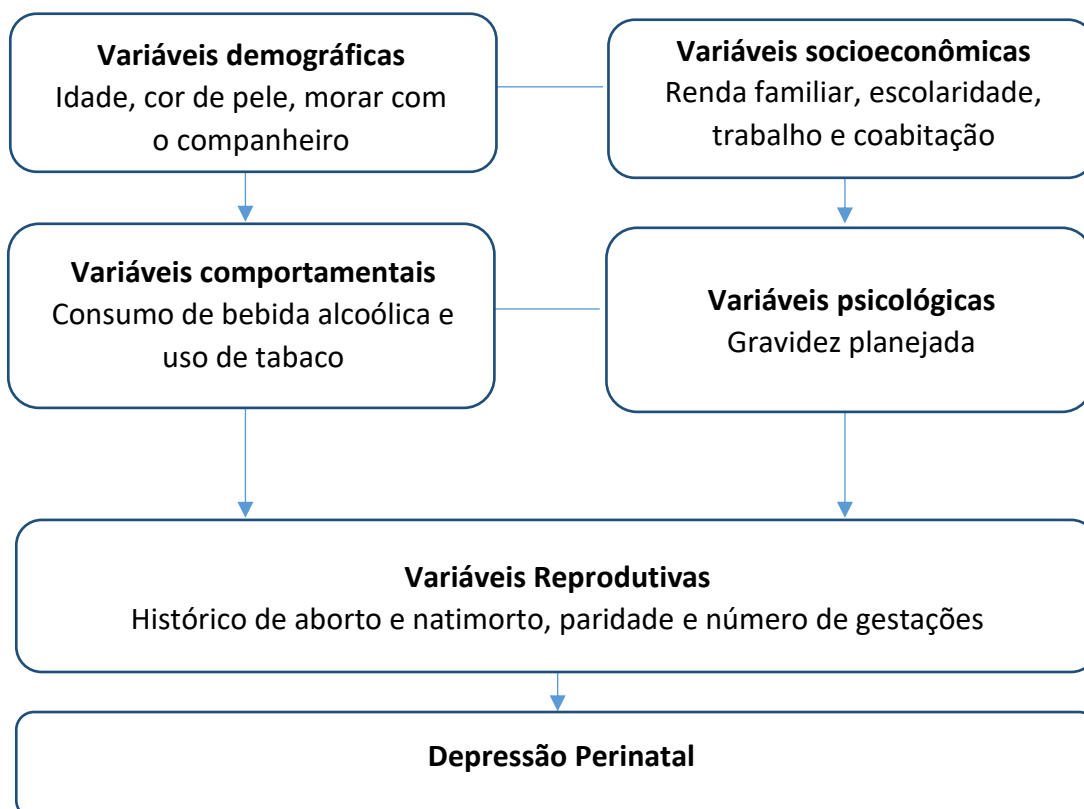 Variáveis demográficas
Idade, cor de pele, morar com
o companheiro
Variáveis socioeconômicas
Renda familiar, escolaridade,
trabalho e coabitação
Variáveis comportamentais
Consumo de bebida alcoólica e
uso de tabaco
Variáveis psicológicas
Gravidez planejada
Variáveis Reprodutivas
Histórico de aborto e natimorto, paridade e número de gestações
Depressão Perinatal